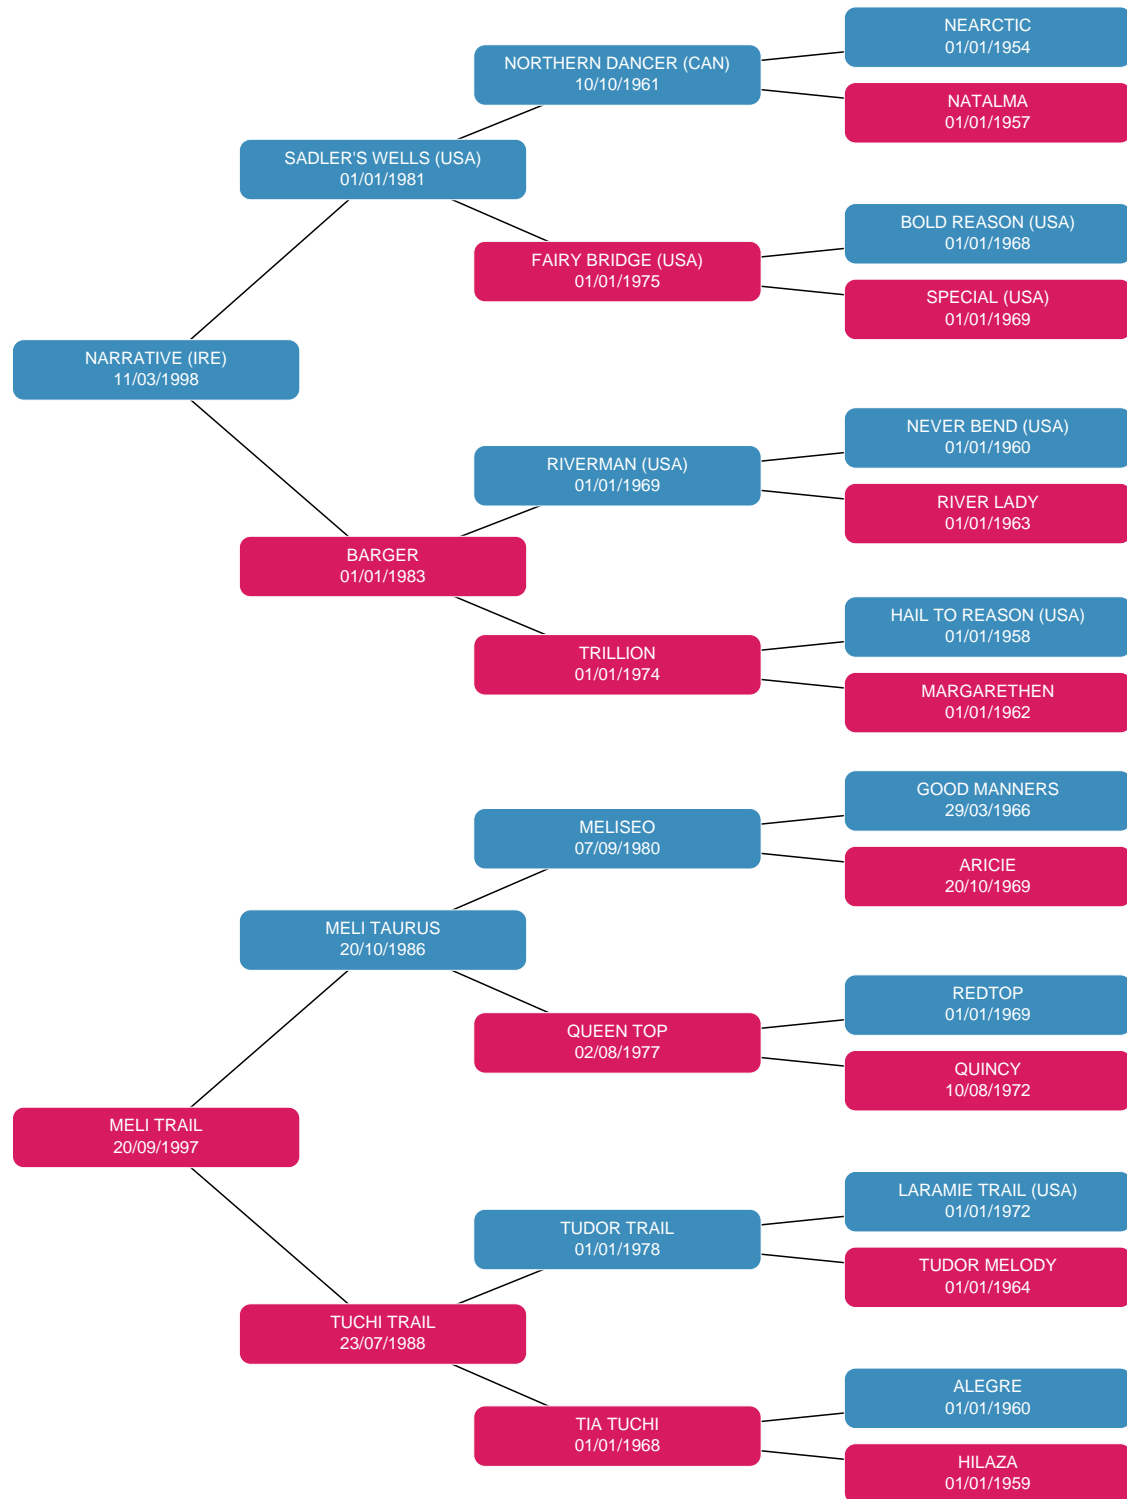 NEARCTIC
01/01/1954
NORTHERN DANCER (CAN)
10/10/1961
NATALMA
01/01/1957
SADLER'S WELLS (USA)
01/01/1981
BOLD REASON (USA)
01/01/1968
FAIRY BRIDGE (USA)
01/01/1975
SPECIAL (USA)
01/01/1969
NARRATIVE (IRE)
11/03/1998
NEVER BEND (USA)
01/01/1960
RIVERMAN (USA)
01/01/1969
RIVER LADY
01/01/1963
BARGER
01/01/1983
HAIL TO REASON (USA)
01/01/1958
TRILLION
01/01/1974
MARGARETHEN
01/01/1962
GOOD MANNERS
29/03/1966
MELISEO
07/09/1980
ARICIE
20/10/1969
MELI TAURUS
20/10/1986
REDTOP
01/01/1969
QUEEN TOP
02/08/1977
QUINCY
10/08/1972
MELI TRAIL
20/09/1997
LARAMIE TRAIL (USA)
01/01/1972
TUDOR TRAIL
01/01/1978
TUDOR MELODY
01/01/1964
TUCHI TRAIL
23/07/1988
ALEGRE
01/01/1960
TIA TUCHI
01/01/1968
HILAZA
01/01/1959